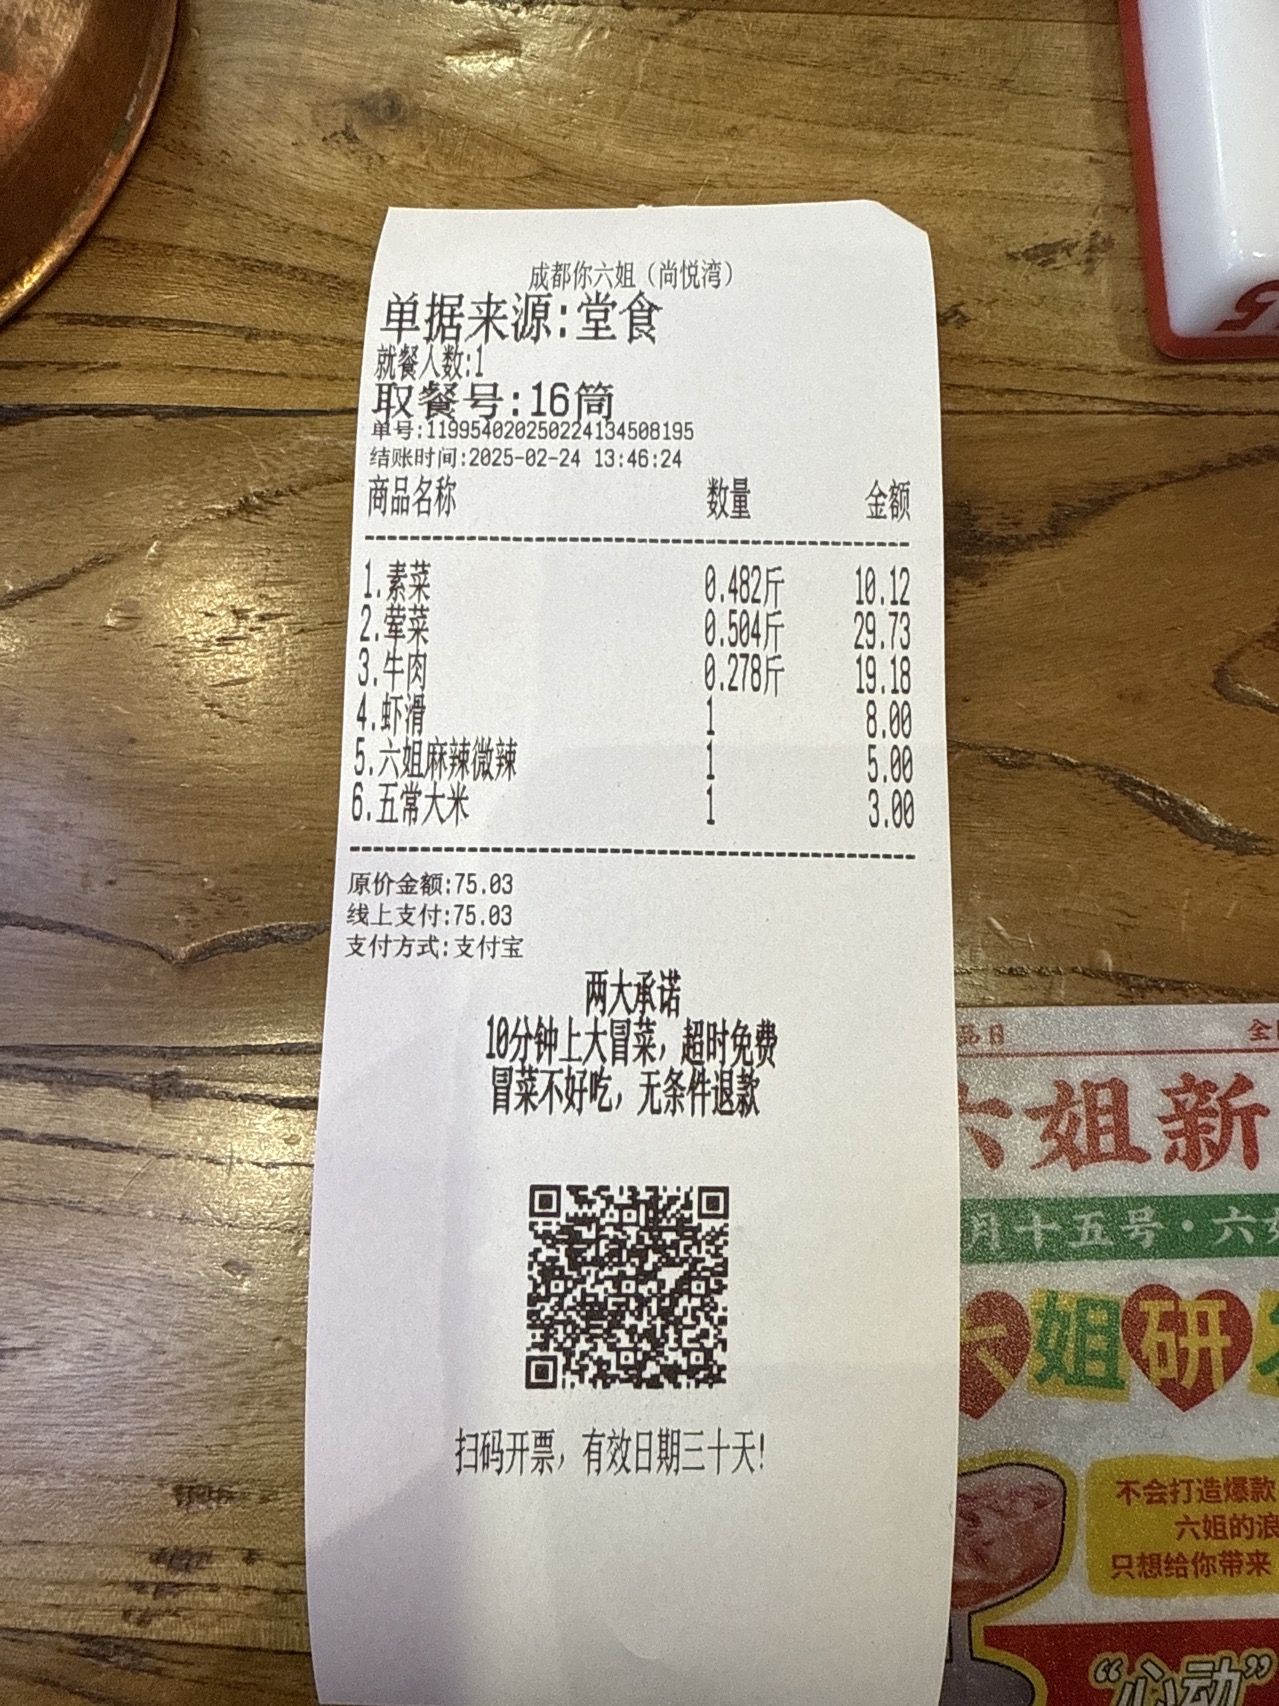 成都你六姐（尚悦湾）
单据来源:堂食
就餐人数:1
取餐号:16筒
单号:119954020250224134508195
结账时间:2025-02-24 13:46:24
商品名称 数量 金额
1.素菜 0.482斤 10.12
2.荤菜 0.504斤 29.73
3.牛肉 0.278斤 19.18
4.虾滑 1 8.00
5.六姐麻辣微辣 1 5.00
6.五常大米 1 3.00
原价金额:75.03
线上支付:75.03
支付方式:支付宝
两大承诺
10分钟上大冒菜，超时免费
冒菜不好吃，无条件退款
扫码开票，有效日期三十天!
品日 全
六姐新
月十五号·六
六姐研
不会打造爆款
六姐的浪
只想给你带来
“心动”